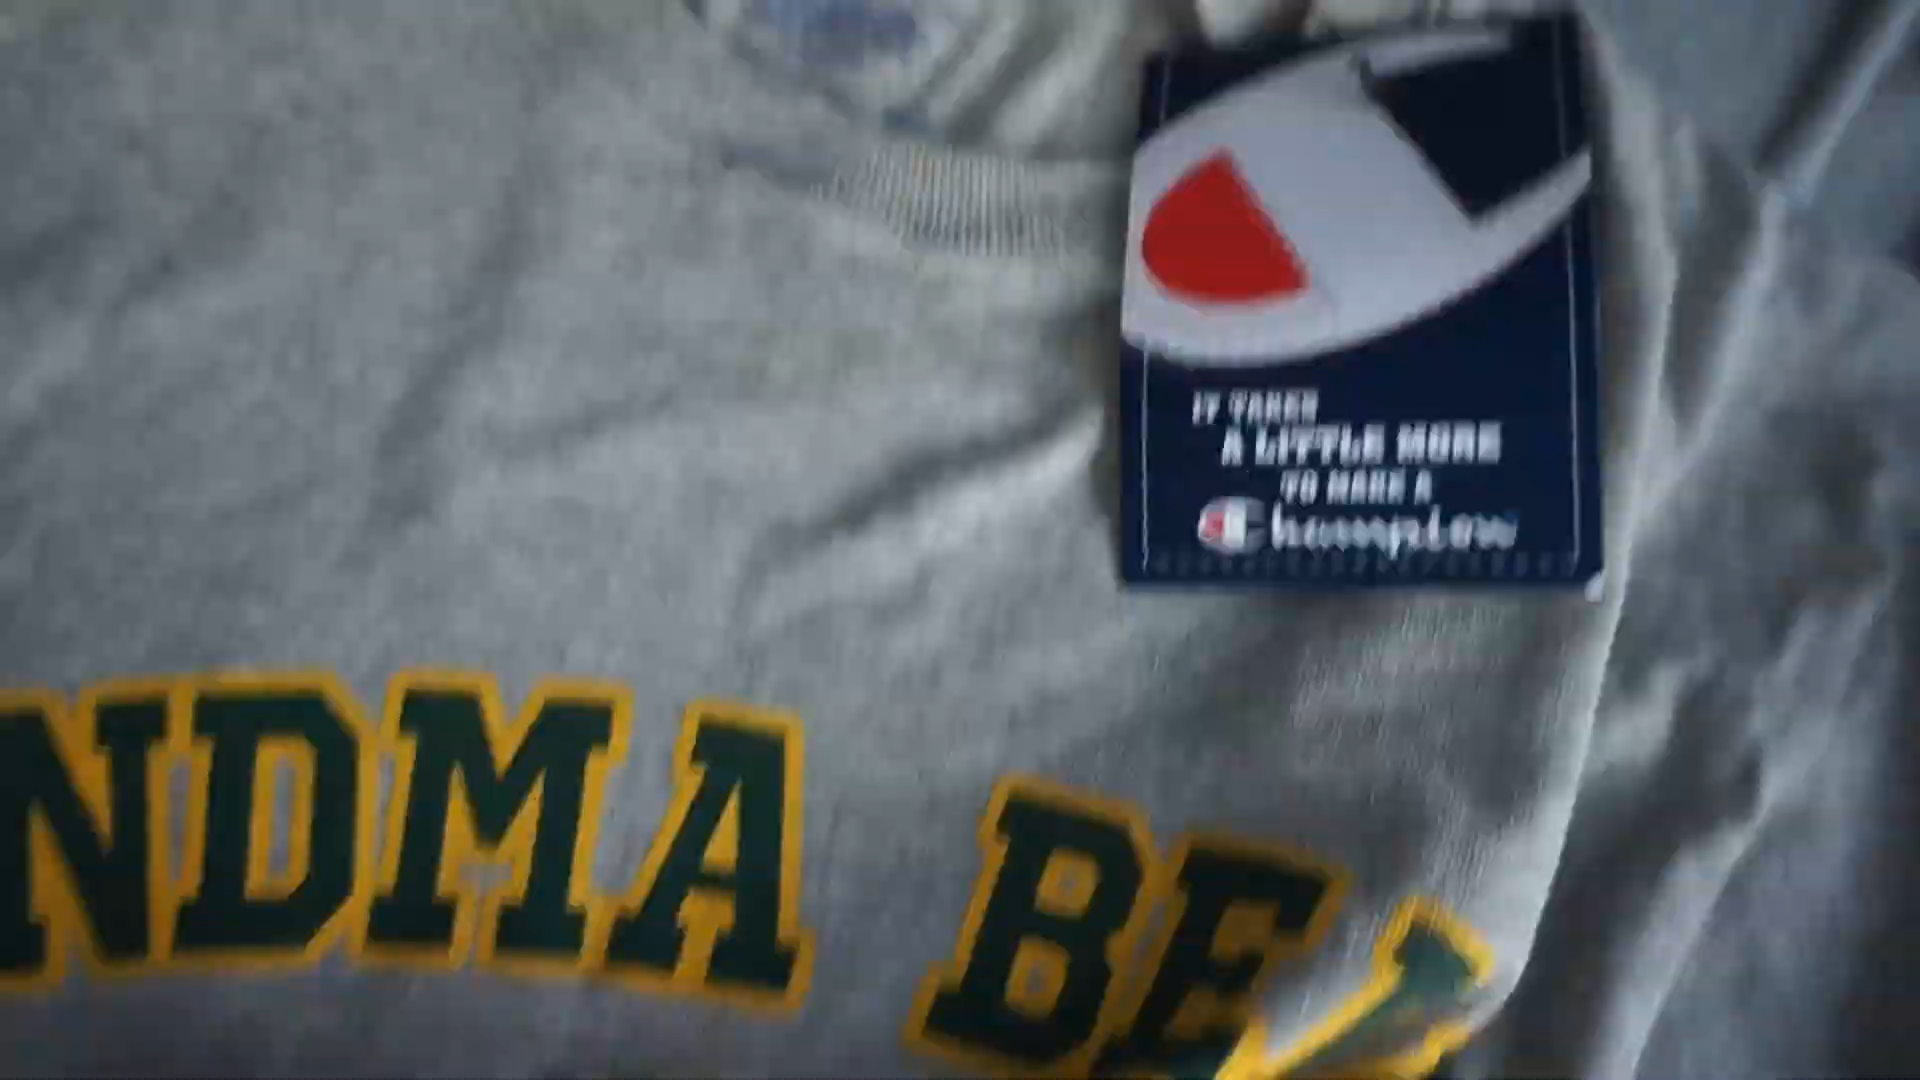 IT TAKES
A LITTLE MORE
TO MAKE A
Champion
NDMA BE